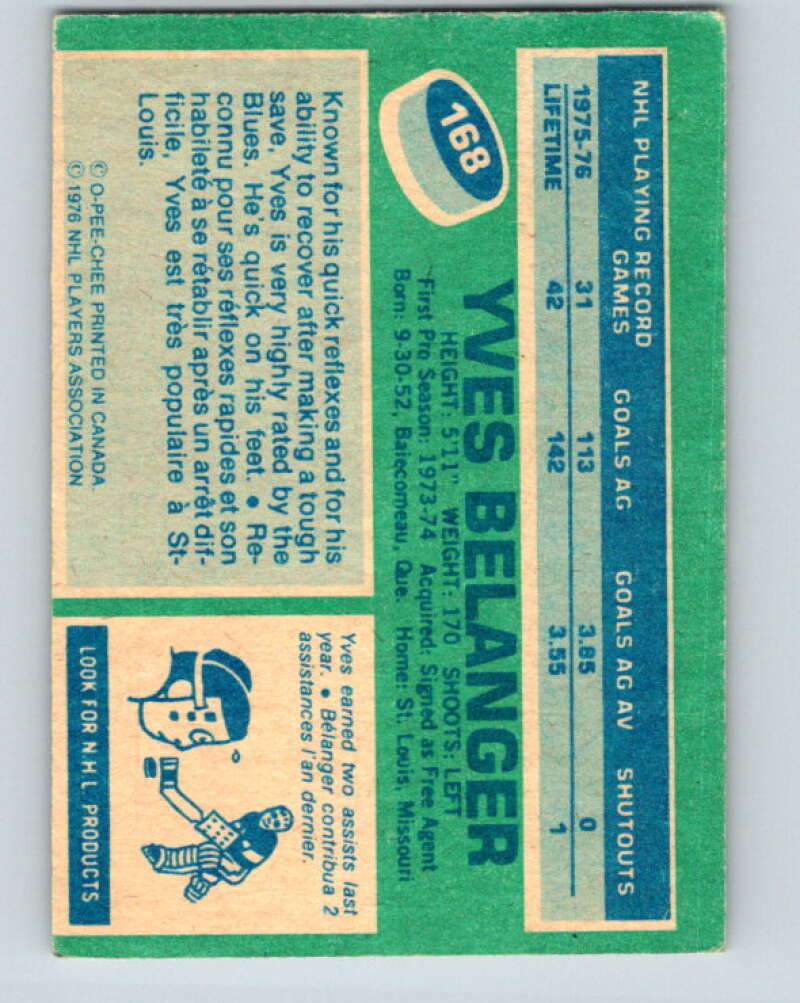 NHL PLAYING RECORD
GAMES GOALS AG GOALS AG AV SHUTOUTS
1975-76 31 113 3.85 0
LIFETIME 42 142 3.55 1
168
YVES BELANGER
HEIGHT: 5'11" WEIGHT: 170 SHOOTS: LEFT
First Pro Season: 1973-74 Acquired: Signed as Free Agent
Born: 9-30-52, Baiecomeau, Que. Home: St. Louis, Missouri
Known for his quick reflexes and for his
ability to recover after making a tough
save, Yves is very highly rated by the
Blues. He's quick on his feet. • Re-
connu pour ses réflexes rapides et son
habileté à se rétablir après un arrêt dif-
ficile, Yves est très populaire à St-
Louis.
© O-PEE-CHEE PRINTED IN CANADA
© 1976 NHL PLAYERS ASSOCIATION
Yves earned two assists last
year. • Bélanger contribua 2
assistances l'an dernier.
LOOK FOR N.H.L PRODUCTS